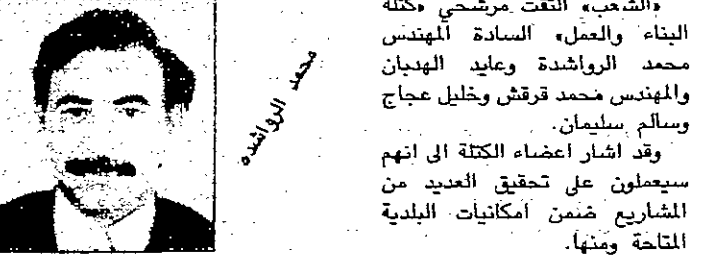 «الشعب» التقت مرشحي «كتلة
البناء والعمل» السادة المهندس
محمد الرواشدة وعايد الهدبان
والمهندس محمد قرقش وخليل عجاج
وسالم سليمان.
وقد اشار اعضاء الكتلة الى انهم
سيعملون على تحقيق العديد من
المشاريع ضمن امكانيات البلدية
المتاحة ومنها.
محمد الرواشده